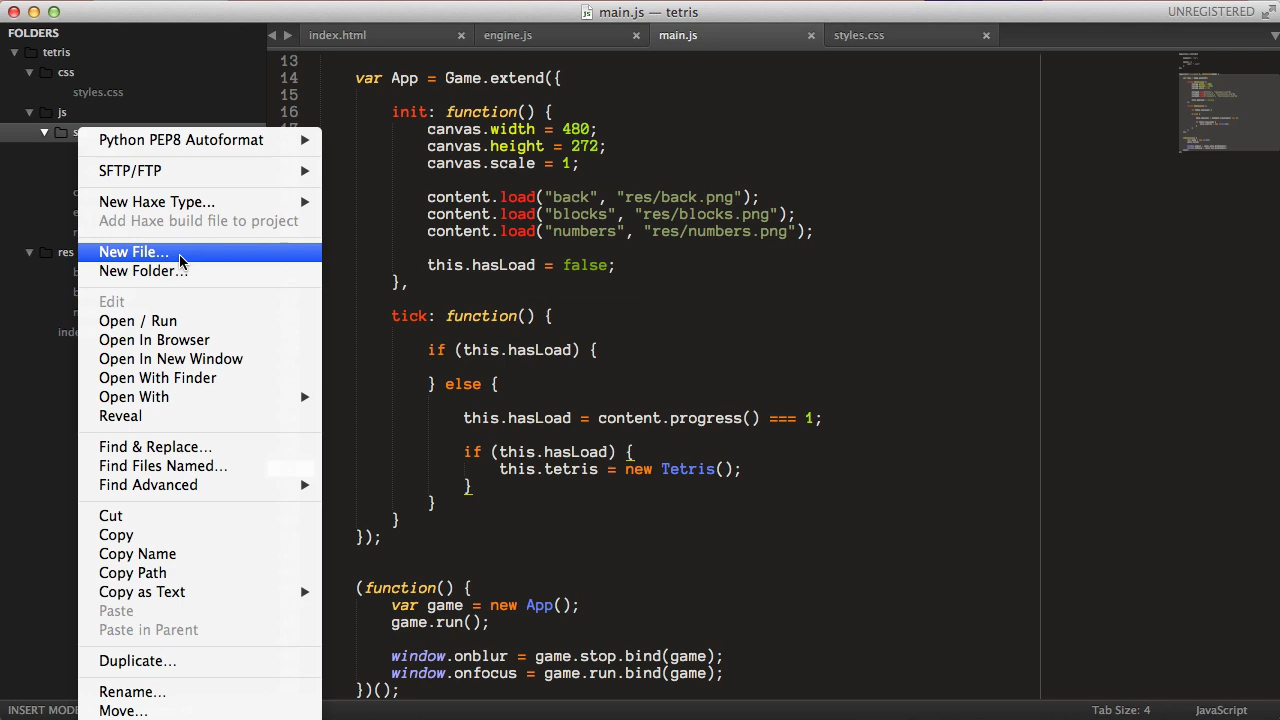 main.js — tetris
UNREGISTERED
FOLDERS
tetris
css
styles.css
js
res
index.html
engine.js
main.js
styles.css
Python PEP8 Autoformat
SFTP/FTP
New Haxe Type...
Add Haxe build file to project
New File...
New Folder...
Edit
Open / Run
Open In Browser
Open In New Window
Open With Finder
Open With
Reveal
Find & Replace...
Find Files Named...
Find Advanced
Cut
Copy
Copy Name
Copy Path
Copy as Text
Paste
Paste in Parent
Duplicate...
Rename...
Move...
13
14 var App = Game.extend({
15
16 init: function() {
canvas.width = 480;
canvas.height = 272;
canvas.scale = 1;
content.load("back", "res/back.png");
content.load("blocks", "res/blocks.png");
content.load("numbers", "res/numbers.png");
this.hasLoad = false;
},
tick: function() {
if (this.hasLoad) {
} else {
this.hasLoad = content.progress() === 1;
if (this.hasLoad) {
this.tetris = new Tetris();
}
}
}
});
(function() {
var game = new App();
game.run();
window.onblur = game.stop.bind(game);
window.onfocus = game.run.bind(game);
})();
INSERT MODE
Tab Size: 4
JavaScript